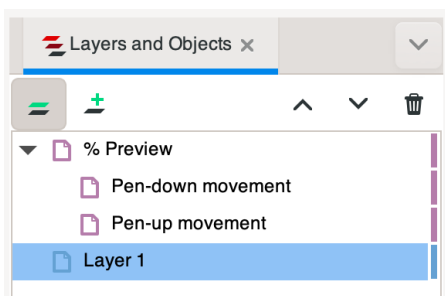 Layers and Objects
% Preview
Pen-down movement
Pen-up movement
Layer 1